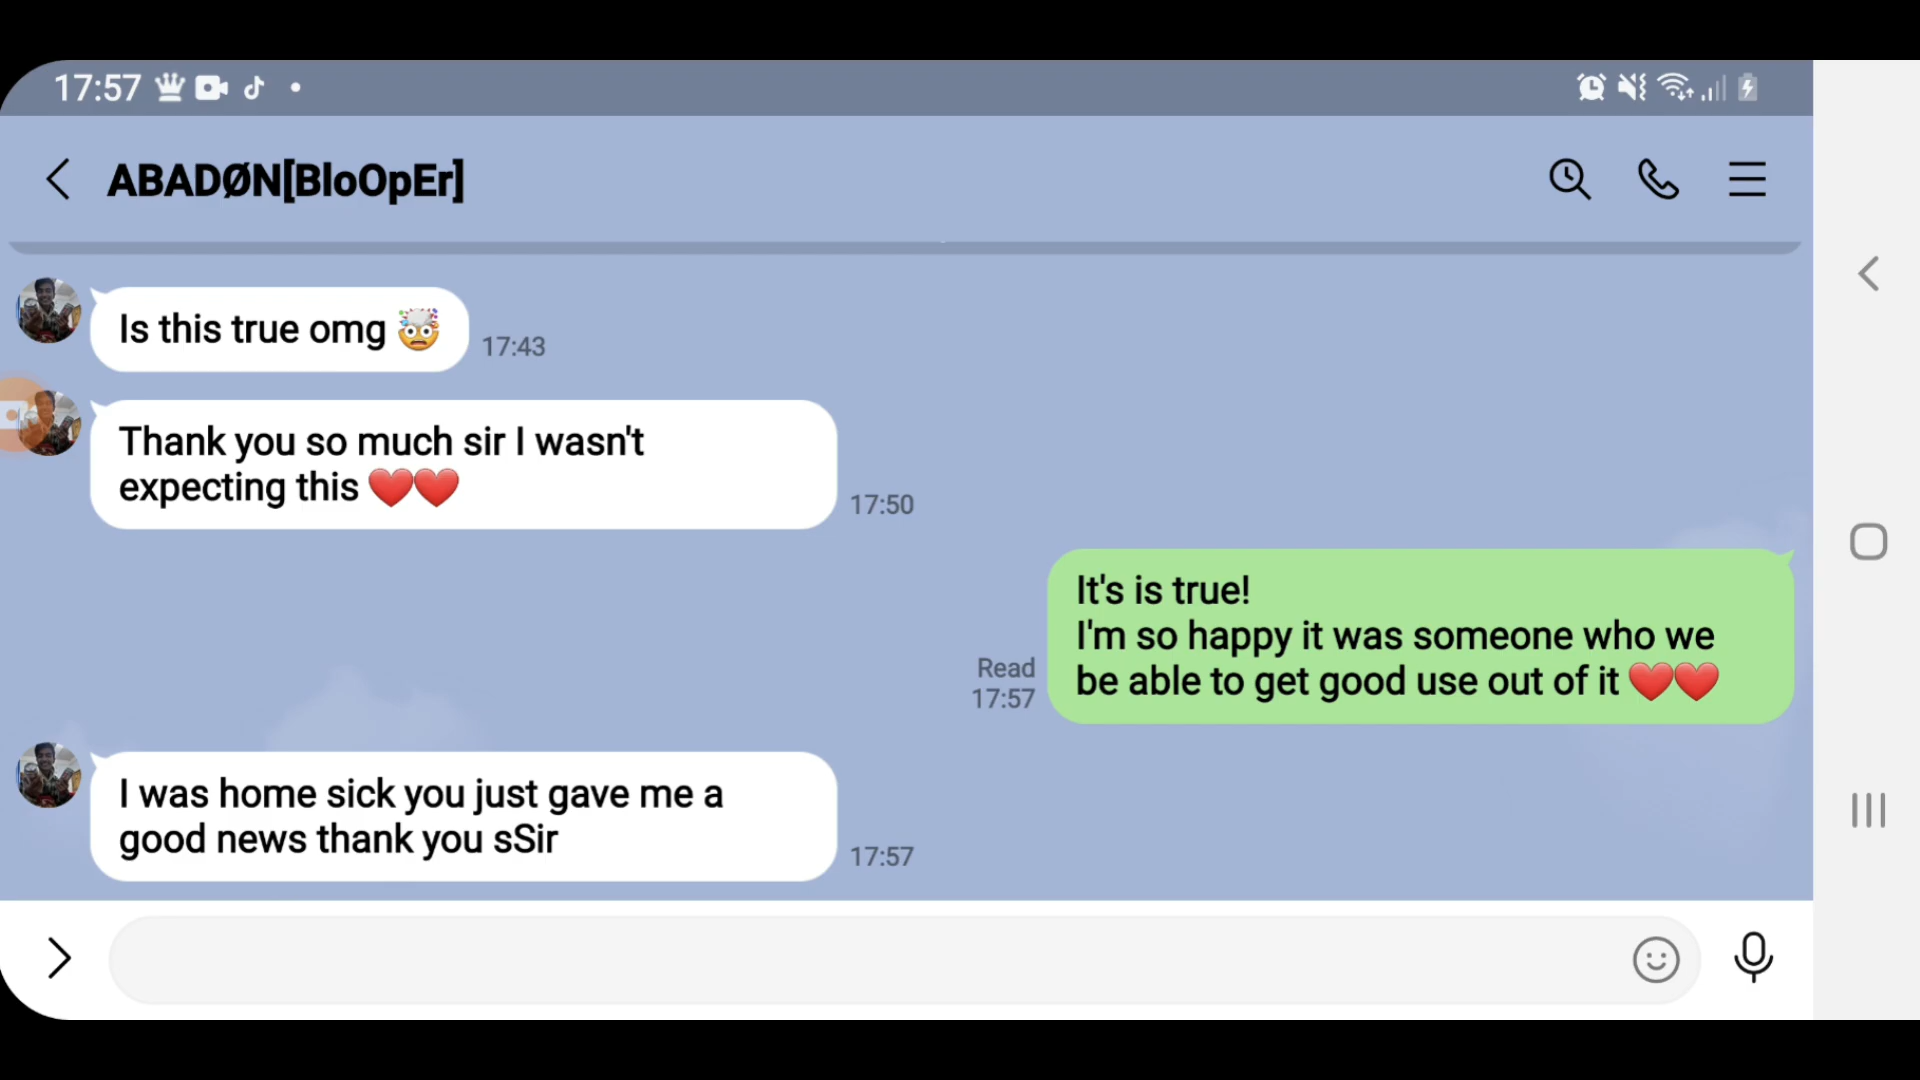 17:57
ABADØN[BloOpEr]
Is this true omg 🤯
17:43
Thank you so much sir I wasn't
expecting this ❤️❤️
17:50
It's is true!
I'm so happy it was someone who we
be able to get good use out of it ❤️❤️
Read
17:57
I was home sick you just gave me a
good news thank you sSir
17:57